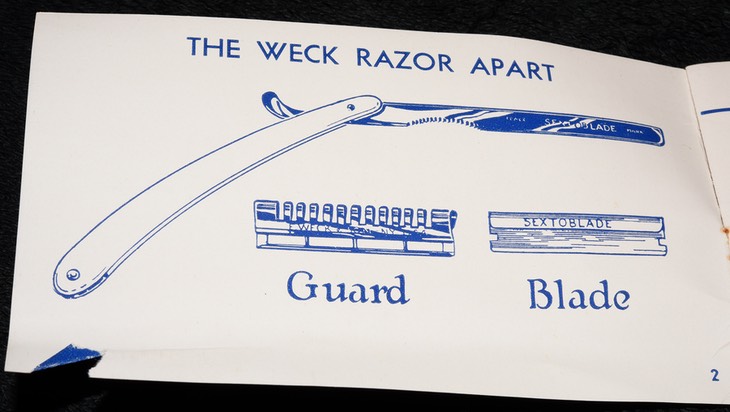 THE WECK RAZOR APART
SEXTOBLADE
SEXTOBLADE
Guard
Blade
2